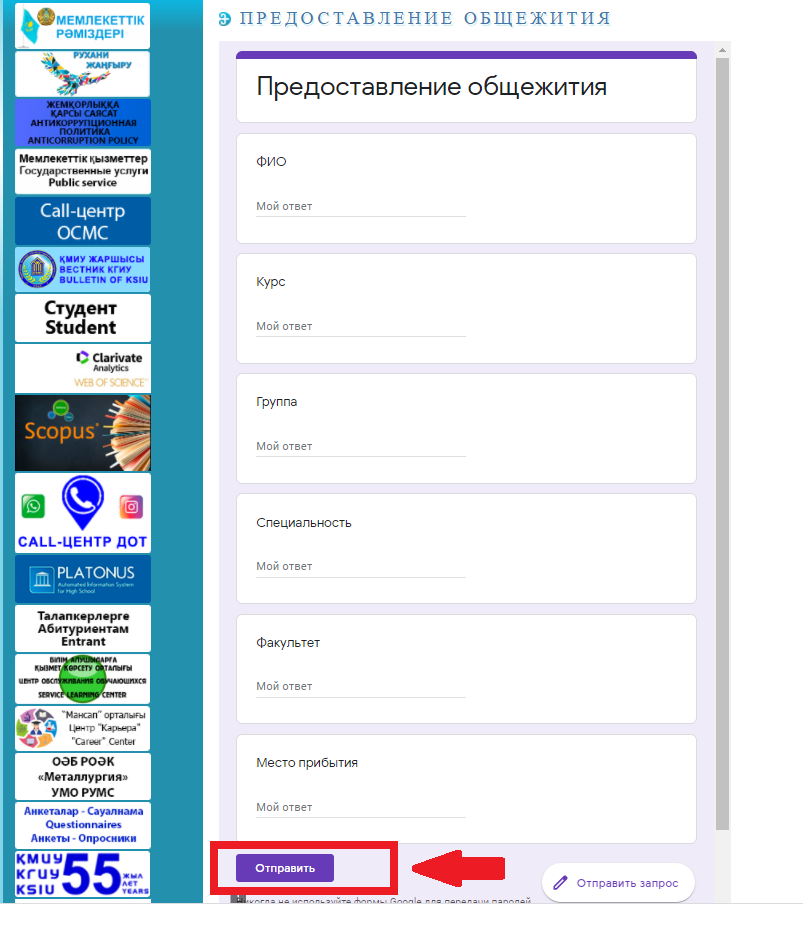 МЕМЛЕКЕТТІК
РӘМІЗДЕРІ
РУХАНИ
ЖАҢҒЫРУ
ЖЕМҚОРЛЫҚҚА
ҚАРСЫ САЯСАТ
АНТИКОРРУПЦИОННАЯ
ПОЛИТИКА
ANTICORRUPTION POLICY
Мемлекеттік қызметтер
Государственные услуги
Public service
Call-центр
ОСМС
ҚМИУ ЖАРШЫСЫ
ВЕСТНИК КГИУ
BULLETIN OF KSIU
Студент
Student
Clarivate
Analytics
WEB OF SCIENCE™
Scopus®
CALL-ЦЕНТР ДОТ
PLATONUS
Automated Information System
for High School
Талапкерлерге
Абитуриентам
Entrant
БІЛІМ АЛУШЫЛАРҒА
ҚЫЗМЕТ КӨРСЕТУ ОРТАЛЫҒЫ
ЦЕНТР ОБСЛУЖИВАНИЯ ОБУЧАЮЩИХСЯ
SERVICE LEARNING CENTER
"Мансап" орталығы
Центр "Карьера"
"Career" Center
ОӘБ РОӘК
«Металлургия»
УМО РУМС
Анкеталар - Сауалнама
Questionnaires
Анкеты - Опросники
ҚМИУ
КГИУ
KSIU
55
ЖЫЛ
ЛЕТ
YEARS
ПРЕДОСТАВЛЕНИЕ ОБЩЕЖИТИЯ
Предоставление общежития
ФИО
Мой ответ
Курс
Мой ответ
Группа
Мой ответ
Специальность
Мой ответ
Факультет
Мой ответ
Место прибытия
Мой ответ
Отправить
Отправить запрос
Никогда не используйте формы Google для передачи паролей.